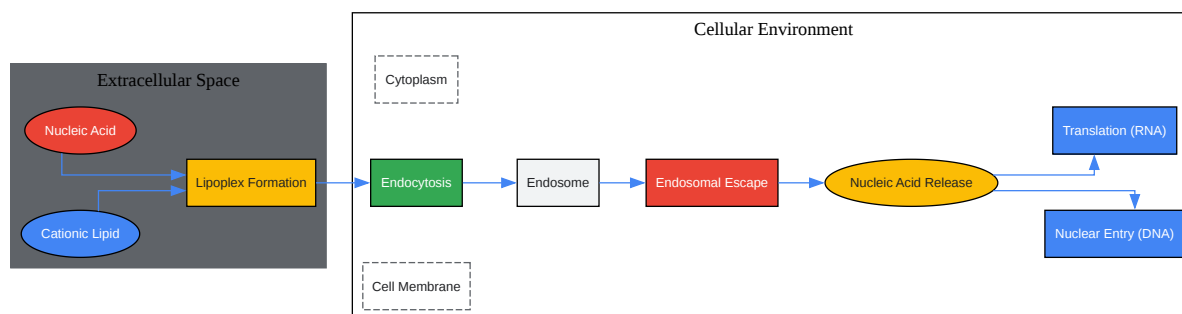 Cellular Environment
Extracellular Space
Cytoplasm
Nucleic Acid
Translation (RNA)
Lipoplex Formation
Endocytosis
Endosome
Endosomal Escape
Nucleic Acid Release
Cationic Lipid
Nuclear Entry (DNA)
Cell Membrane